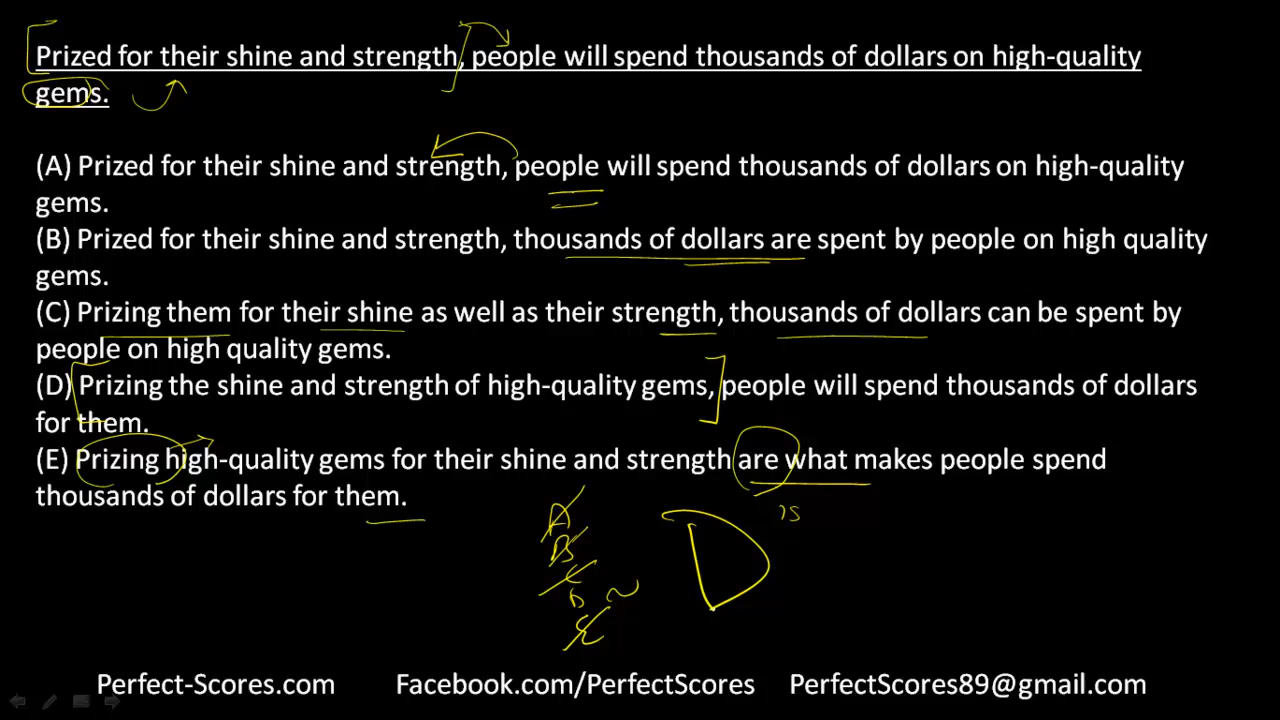 Prized for their shine and strength, people will spend thousands of dollars on high-quality
gems.
(A) Prized for their shine and strength, people will spend thousands of dollars on high-quality
gems.
(B) Prized for their shine and strength, thousands of dollars are spent by people on high quality
gems.
(C) Prizing them for their shine as well as their strength, thousands of dollars can be spent by
people on high quality gems.
(D) Prizing the shine and strength of high-quality gems, people will spend thousands of dollars
for them.
(E) Prizing high-quality gems for their shine and strength are what makes people spend
thousands of dollars for them.
is
A
B
C
D
E
D
Perfect-Scores.com Facebook.com/PerfectScores PerfectScores89@gmail.com